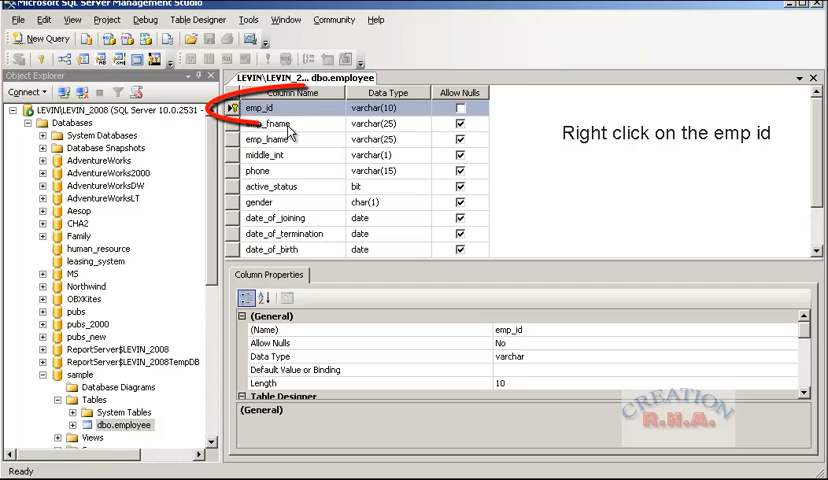 Microsoft SQL Server Management Studio
File Edit View Project Debug Table Designer Tools Window Community Help
New Query
Object Explorer
Connect
LEVIN\LEVIN_2008 (SQL Server 10.0.2531 -
Databases
System Databases
Database Snapshots
AdventureWorks
AdventureWorks2000
AdventureWorksDW
AdventureWorksLT
Aesop
CHA2
Family
human_resource
leasing_system
MS
Northwind
OBXKites
pubs
pubs_2000
pubs_new
ReportServer$LEVIN_2008
ReportServer$LEVIN_2008TempDB
sample
Database Diagrams
Tables
System Tables
dbo.employee
Views
LEVIN\LEVIN_2... dbo.employee
Column Name Data Type Allow Nulls
emp_id varchar(10)
emp_fname varchar(25)
emp_lname varchar(25)
middle_int varchar(1)
phone varchar(15)
active_status bit
gender char(1)
date_of_joining date
date_of_termination date
date_of_birth date
Right click on the emp id
Column Properties
(General)
(Name) emp_id
Allow Nulls No
Data Type varchar
Default Value or Binding
Length 10
Table Designer
(General)
CREATION
R.H.A.
Ready